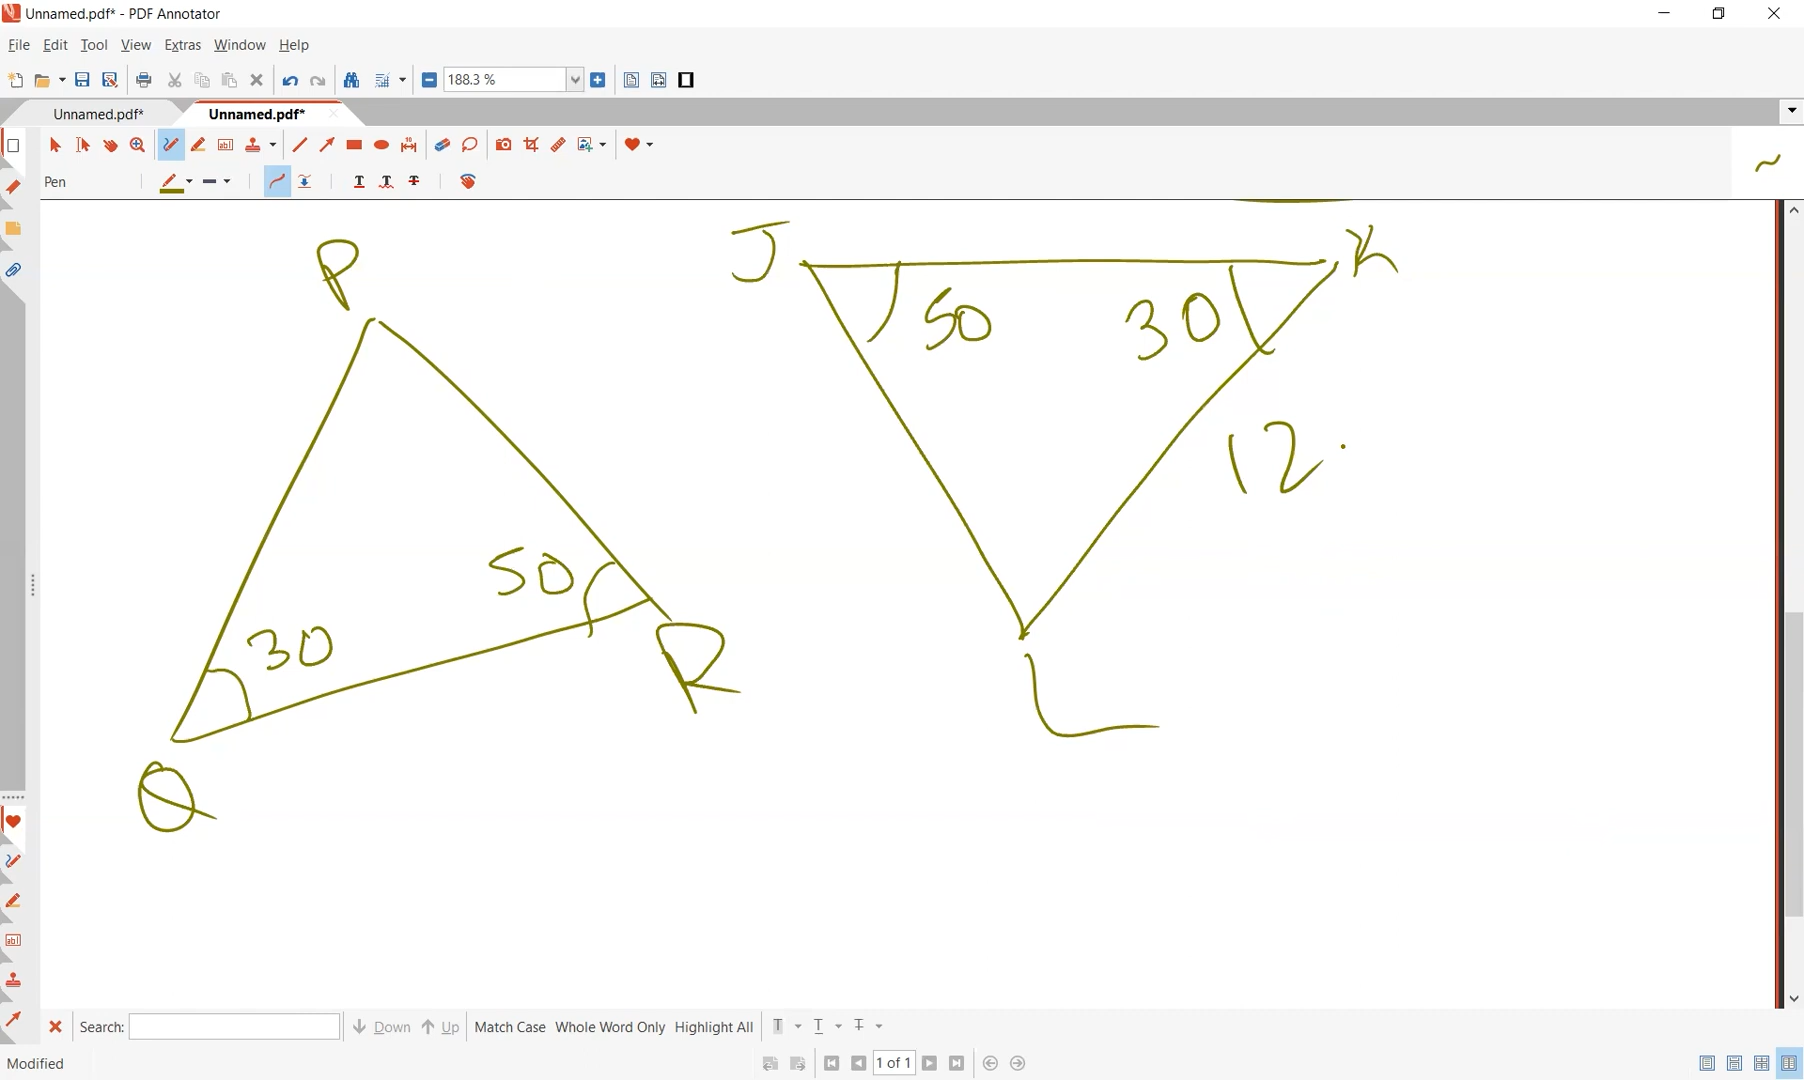 Unnamed.pdf* - PDF Annotator
File Edit Tool View Extras Window Help
188.3 %
Unnamed.pdf* Unnamed.pdf*
Pen
P
J
K
50
30
12.
50
30
R
L
Q
Search: Down Up Match Case Whole Word Only Highlight All
Modified
1 of 1